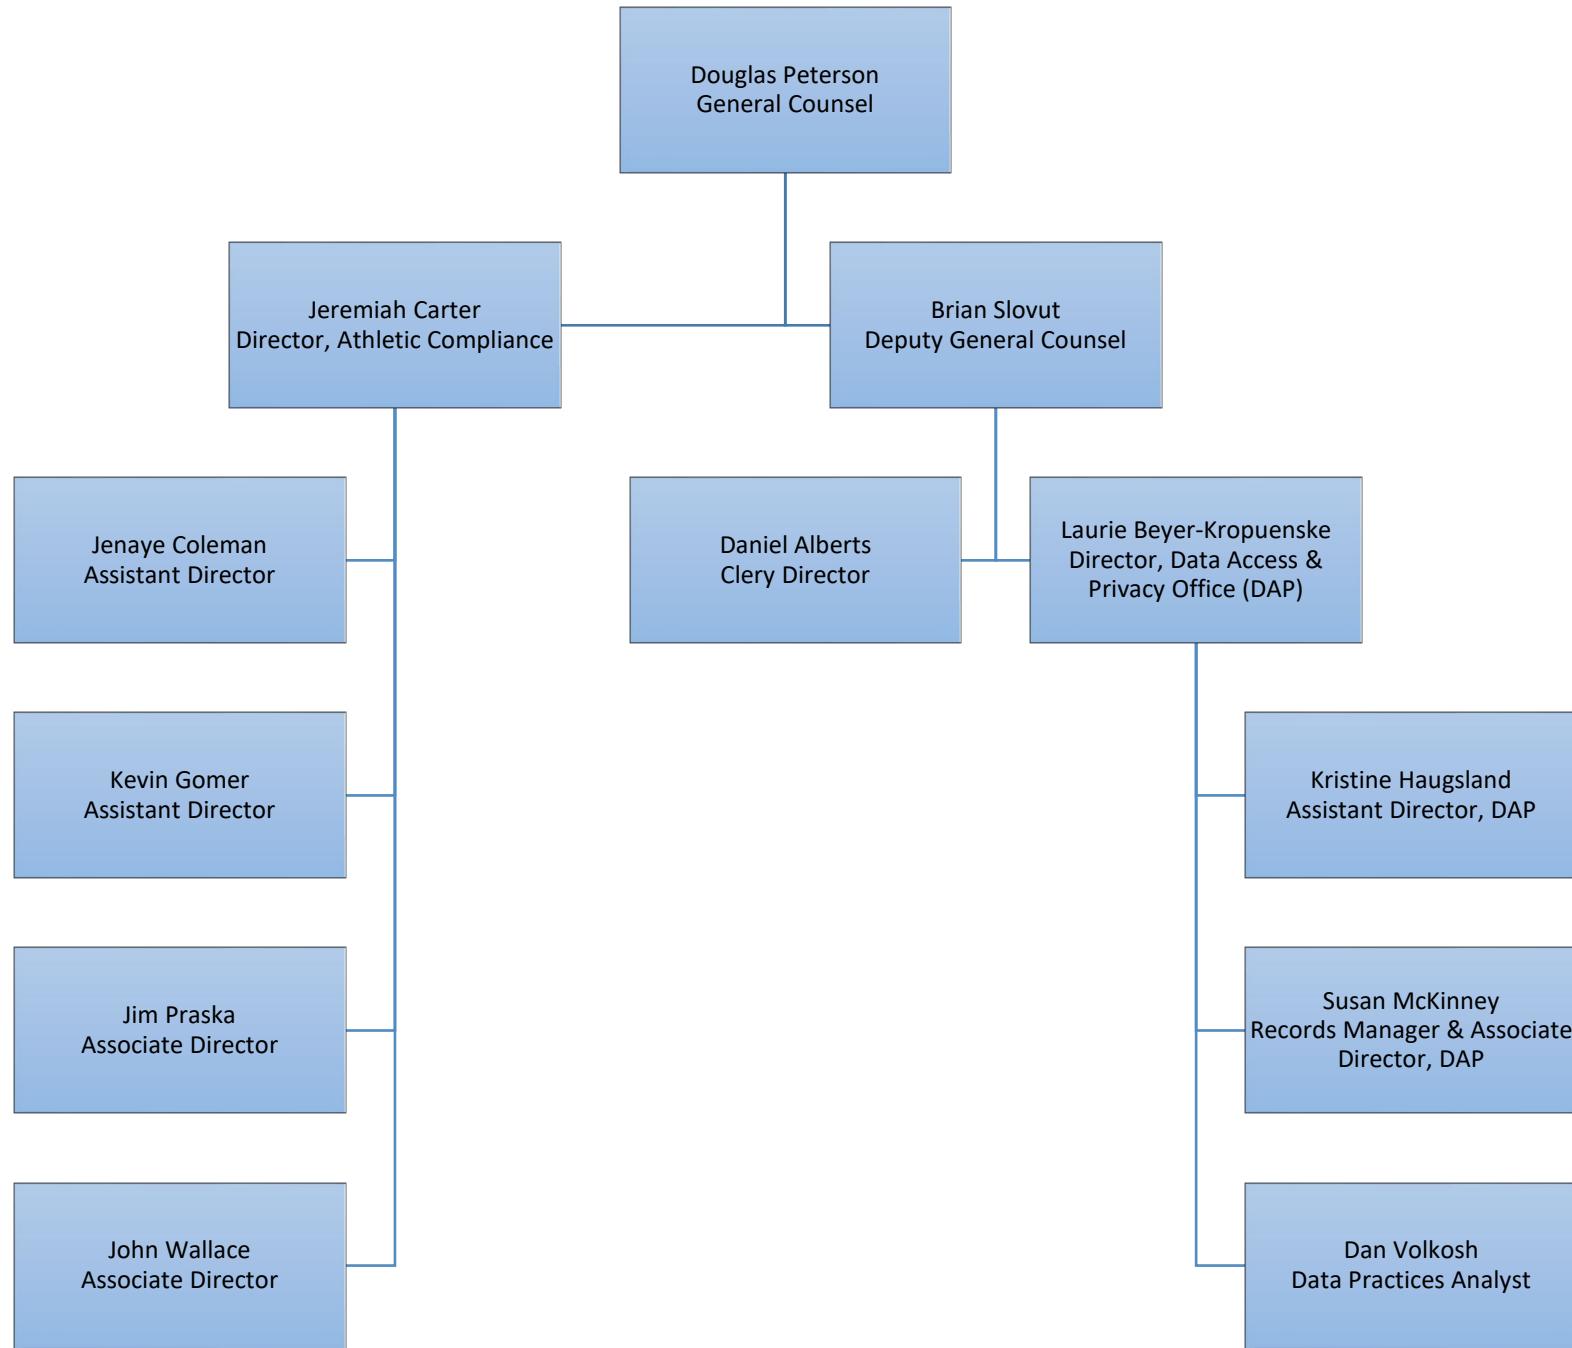 Douglas Peterson
General Counsel
Jeremiah Carter
Director, Athletic Compliance
Brian Slovut
Deputy General Counsel
Jenaye Coleman
Assistant Director
Daniel Alberts
Clery Director
Laurie Beyer-Kropuenske
Director, Data Access &
Privacy Office (DAP)
Kevin Gomer
Assistant Director
Kristine Haugsland
Assistant Director, DAP
Jim Praska
Associate Director
Susan McKinney
Records Manager & Associate
Director, DAP
John Wallace
Associate Director
Dan Volkosh
Data Practices Analyst